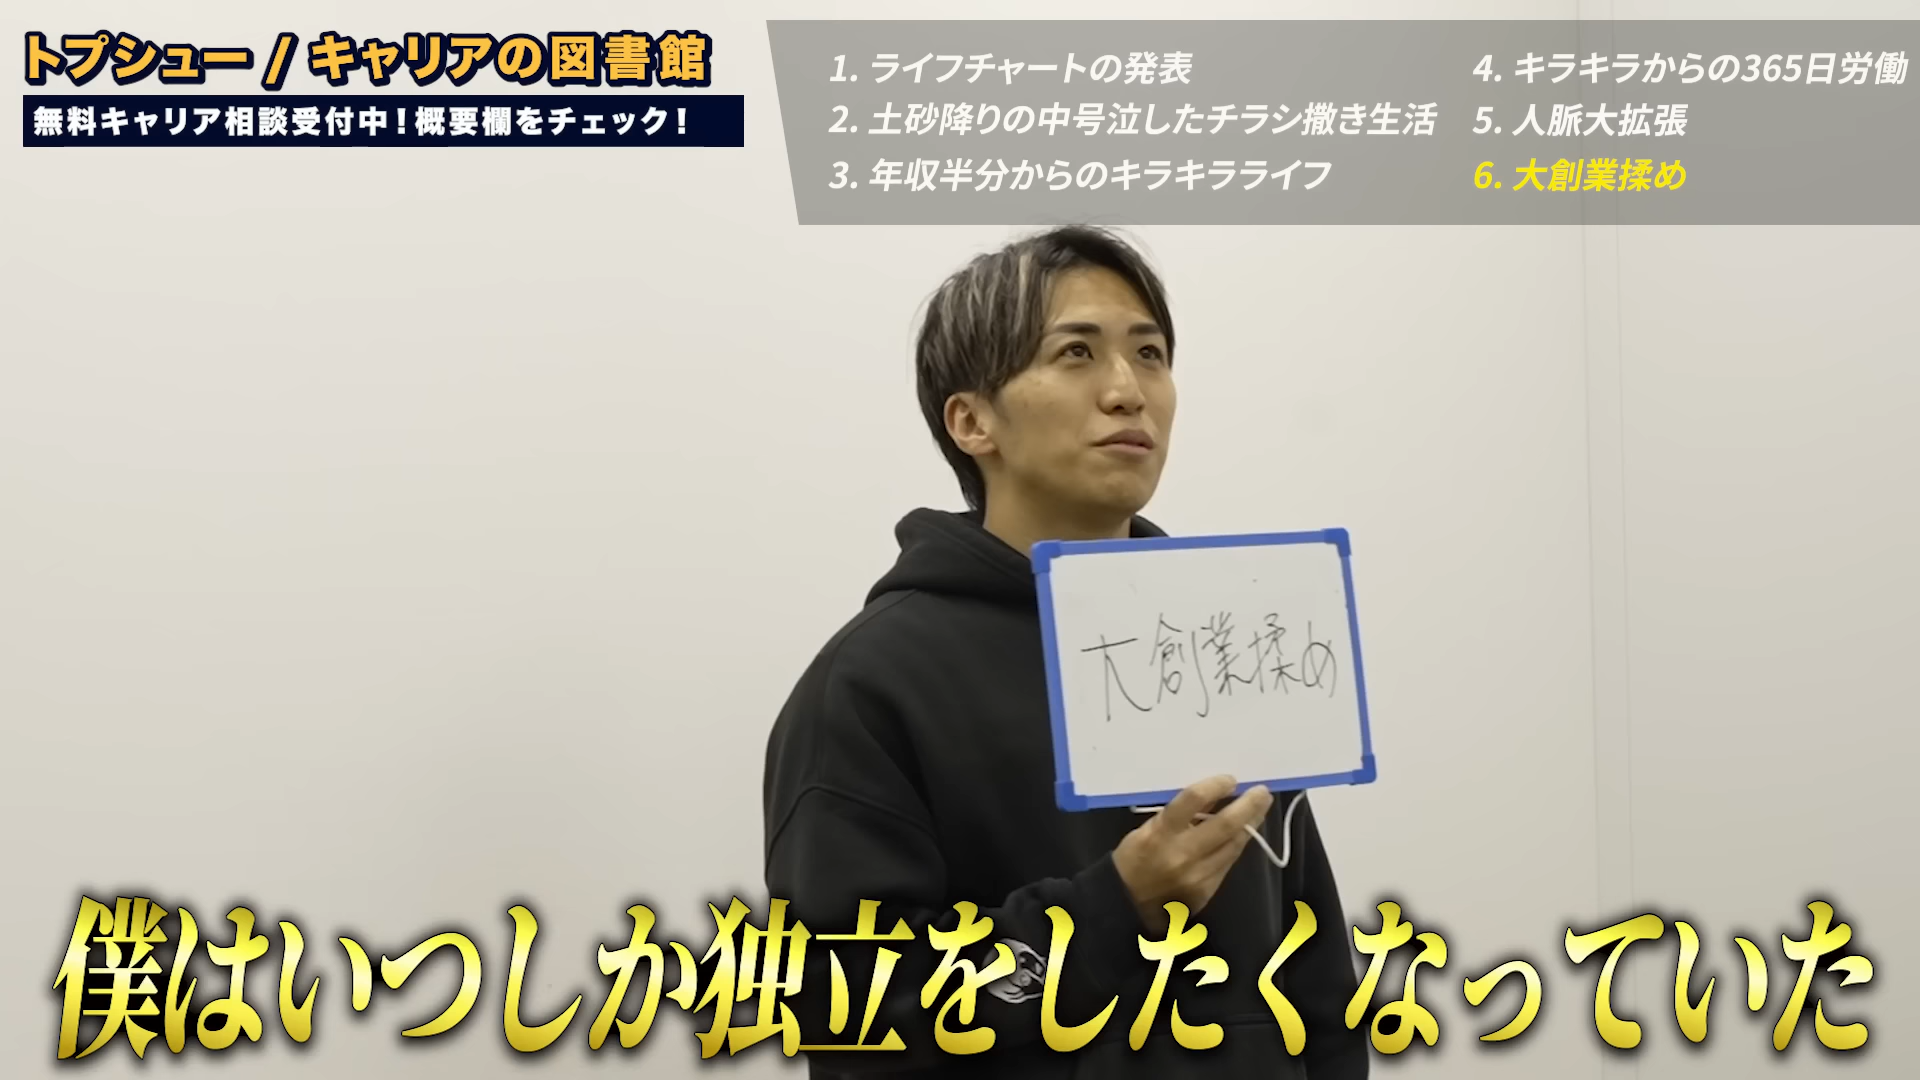 トプシュー / キャリアの図書館
無料キャリア相談受付中！概要欄をチェック！
1. ライフチャートの発表
2. 土砂降りの中号泣したチラシ撒き生活
3. 年収半分からのキラキラライフ
4. キラキラからの365日労働
5. 人脈大拡張
6. 大創業揉め
大創業揉め
僕はいつしか独立をしたくなっていた